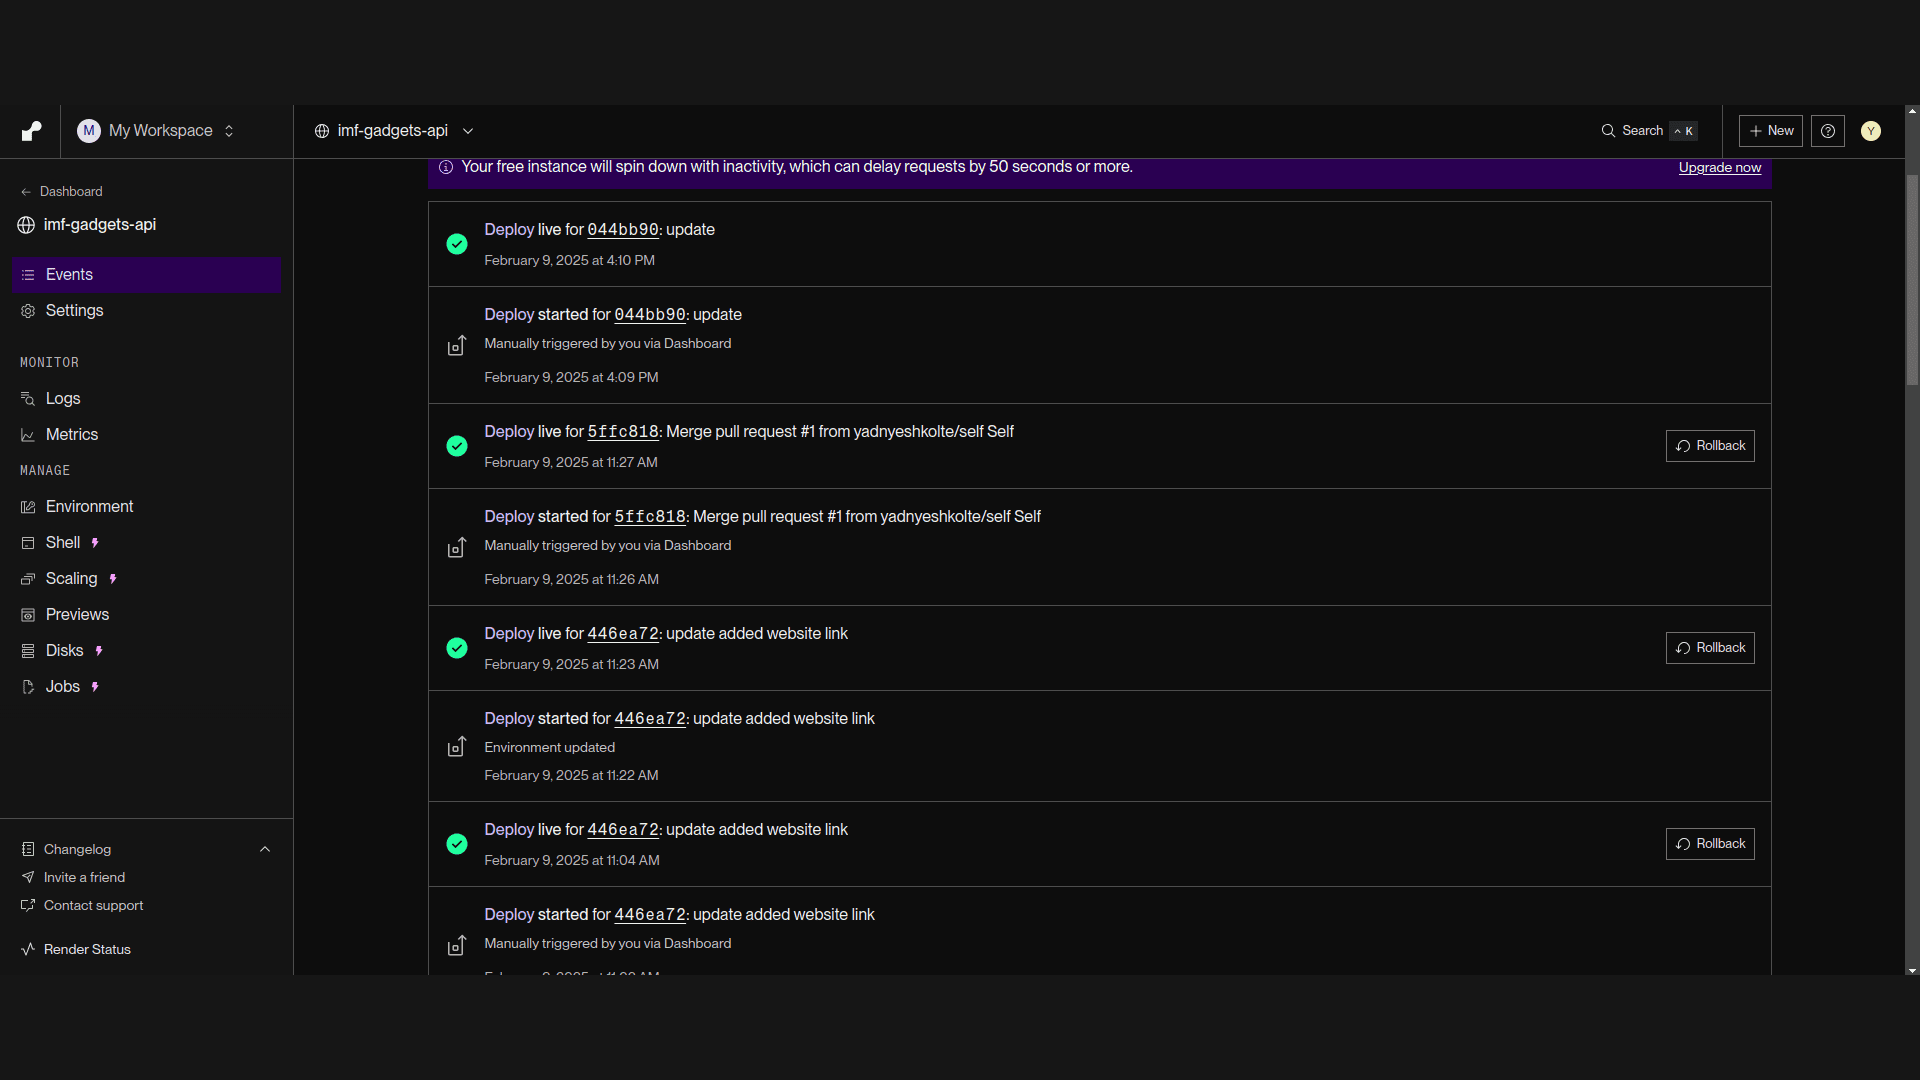 M My Workspace
imf-gadgets-api
Search ^ K
+ New
Y
Dashboard
imf-gadgets-api
Events
Settings
MONITOR
Logs
Metrics
MANAGE
Environment
Shell
Scaling
Previews
Disks
Jobs
Changelog
Invite a friend
Contact support
Render Status
Your free instance will spin down with inactivity, which can delay requests by 50 seconds or more.
Upgrade now
Deploy live for 044bb90: update
February 9, 2025 at 4:10 PM
Deploy started for 044bb90: update
Manually triggered by you via Dashboard
February 9, 2025 at 4:09 PM
Deploy live for 5ffc818: Merge pull request #1 from yadnyeshkolte/self Self
February 9, 2025 at 11:27 AM
Rollback
Deploy started for 5ffc818: Merge pull request #1 from yadnyeshkolte/self Self
Manually triggered by you via Dashboard
February 9, 2025 at 11:26 AM
Deploy live for 446ea72: update added website link
February 9, 2025 at 11:23 AM
Rollback
Deploy started for 446ea72: update added website link
Environment updated
February 9, 2025 at 11:22 AM
Deploy live for 446ea72: update added website link
February 9, 2025 at 11:04 AM
Rollback
Deploy started for 446ea72: update added website link
Manually triggered by you via Dashboard